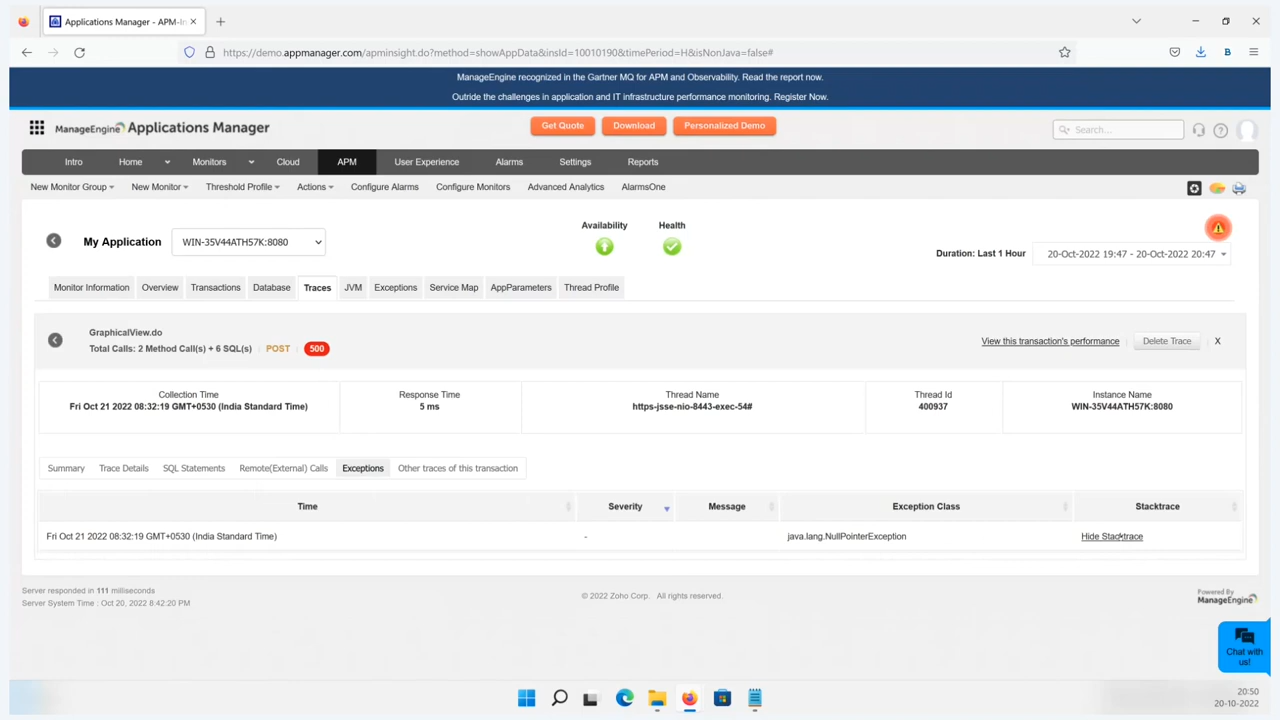 Applications Manager - APM-In
https://demo.appmanager.com/apminsight.do?method=showAppData&insId=10010190&timePeriod=H&isNonJava=false#
ManageEngine recognized in the Gartner MQ for APM and Observability. Read the report now.
Outride the challenges in application and IT infrastructure performance monitoring. Register Now.
ManageEngine Applications Manager
Get Quote Download Personalized Demo
Search...
Intro Home Monitors Cloud APM User Experience Alarms Settings Reports
New Monitor Group New Monitor Threshold Profile Actions Configure Alarms Configure Monitors Advanced Analytics AlarmsOne
Availability Health
My Application WIN-35V44ATH57K:8080
Duration: Last 1 Hour 20-Oct-2022 19:47 - 20-Oct-2022 20:47
Monitor Information Overview Transactions Database Traces JVM Exceptions Service Map AppParameters Thread Profile
GraphicalView.do
Total Calls: 2 Method Call(s) + 6 SQL(s) POST 500
View this transaction's performance Delete Trace X
Collection Time Response Time Thread Name Thread Id Instance Name
Fri Oct 21 2022 08:32:19 GMT+0530 (India Standard Time) 5 ms https-jsse-nio-8443-exec-54# 400937 WIN-35V44ATH57K:8080
Summary Trace Details SQL Statements Remote(External) Calls Exceptions Other traces of this transaction
Time Severity Message Exception Class Stacktrace
Fri Oct 21 2022 08:32:19 GMT+0530 (India Standard Time) - java.lang.NullPointerException Hide Stacktrace
Server responded in 111 milliseconds
Server System Time : Oct 20, 2022 8:42:20 PM
© 2022 Zoho Corp. All rights reserved.
Powered By
ManageEngine
Chat with
us!
20:50
20-10-2022